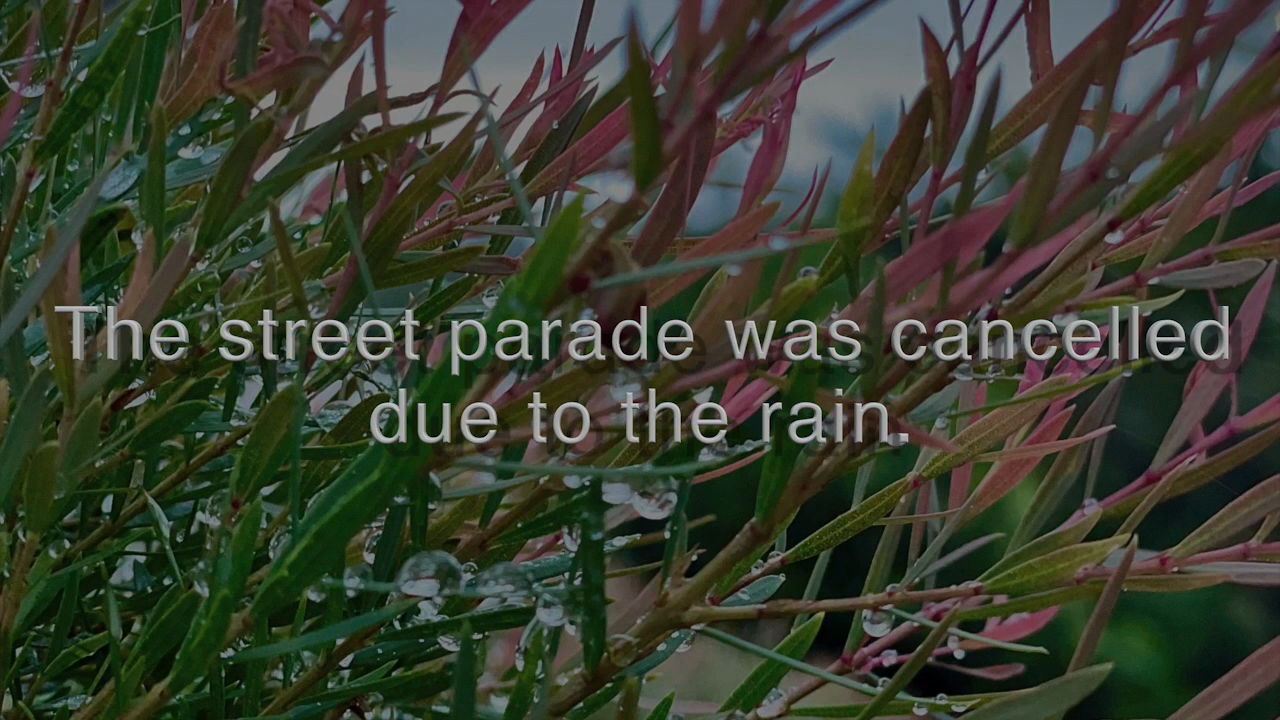 The street parade was cancelled
due to the rain.